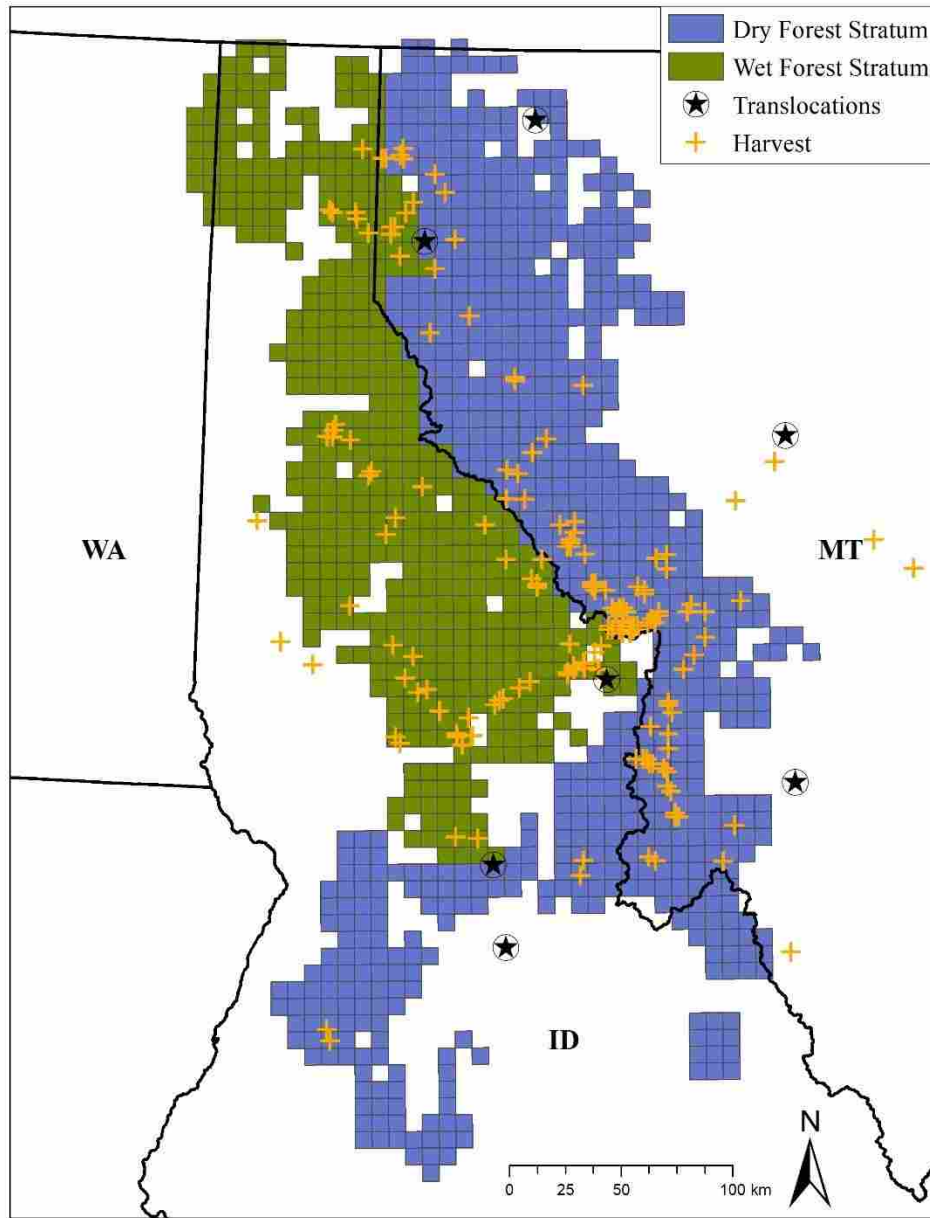 Dry Forest Stratum
Wet Forest Stratum
Translocations
Harvest
WA
MT
ID
N
0 25 50 100 km